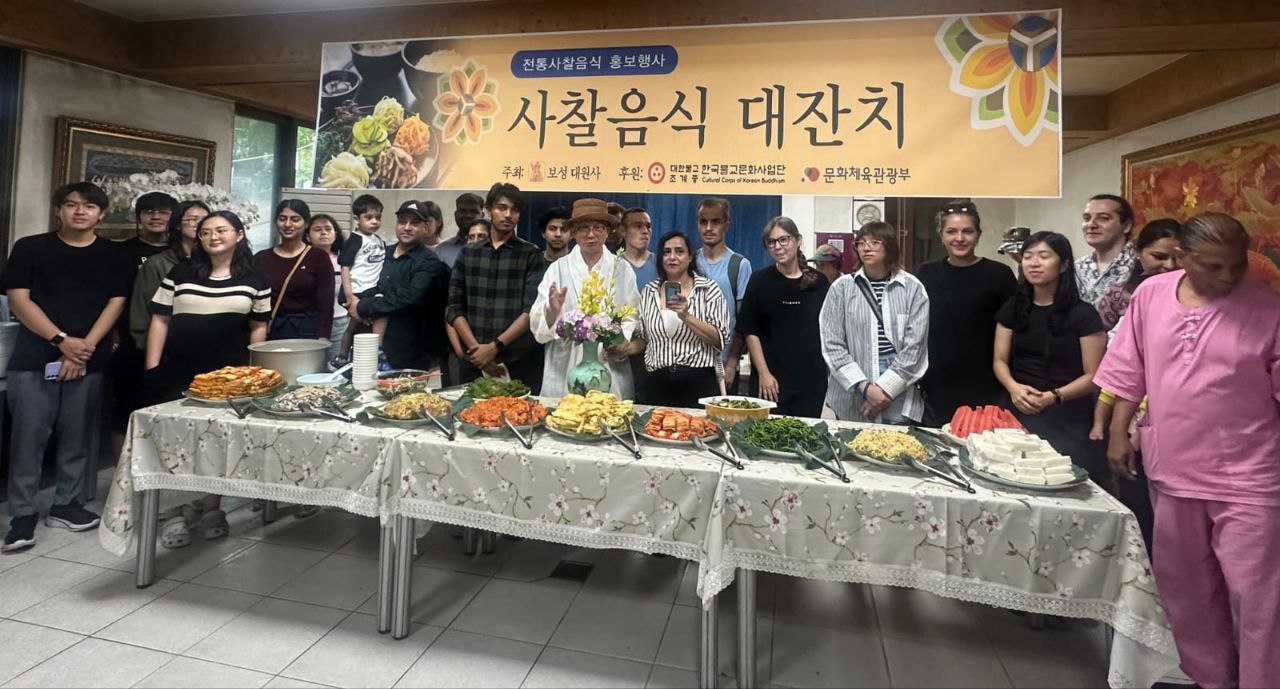 전통사찰음식 홍보행사
사찰음식 대잔치
주최: 보성 대원사 후원: 대한불교 조계종 한국불교문화사업단 Cultural Corps of Korean Buddhism 문화체육관광부